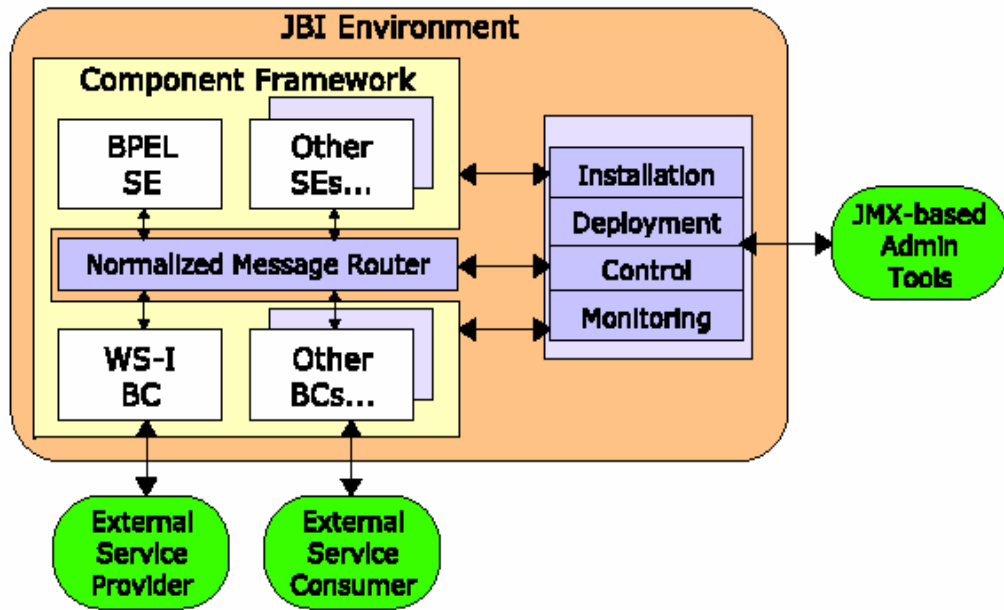 JBI Environment
Component Framework
BPEL
SE
Other
SEs...
Normalized Message Router
WS-I
BC
Other
BCs...
Installation
Deployment
Control
Monitoring
JMX-based
Admin
Tools
External
Service
Provider
External
Service
Consumer